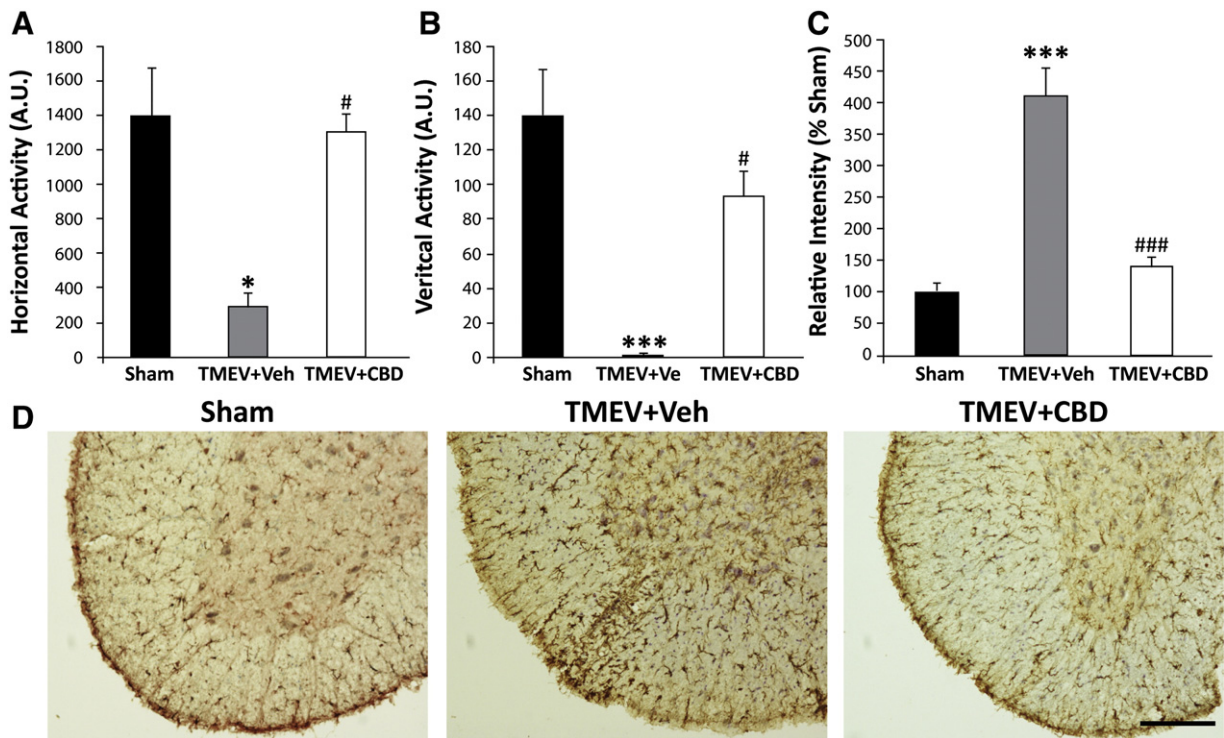 A
Horizontal Activity (A.U.)
1800
1600
1400
1200
1000
800
600
400
200
0
*
#
Sham
TMEV+Veh
TMEV+CBD
B
Veritcal Activity (A.U.)
180
160
140
120
100
80
60
40
20
0
***
#
Sham
TMEV+Ve
TMEV+CBD
C
Relative Intensity (% Sham)
500
450
400
350
300
250
200
150
100
50
0
***
###
Sham
TMEV+Veh
TMEV+CBD
D
Sham
TMEV+Veh
TMEV+CBD